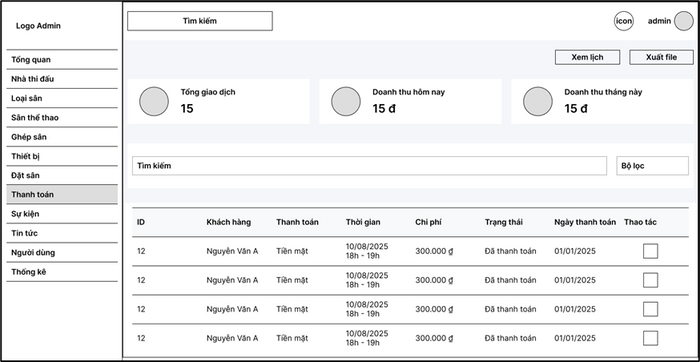 Logo Admin
Tìm kiếm
icon
admin
Tổng quan
Nhà thi đấu
Loại sân
Sân thể thao
Ghép sân
Thiết bị
Đặt sân
Thanh toán
Sự kiện
Tin tức
Người dùng
Thống kê
Xem lịch
Xuất file
Tổng giao dịch
15
Doanh thu hôm nay
15 đ
Doanh thu tháng này
15 đ
Tìm kiếm
Bộ lọc
ID Khách hàng Thanh toán Thời gian Chi phí Trạng thái Ngày thanh toán Thao tác
12 Nguyễn Văn A Tiền mặt 10/08/2025 300.000 ₫ Đã thanh toán 01/01/2025
18h - 19h
12 Nguyễn Văn A Tiền mặt 10/08/2025 300.000 ₫ Đã thanh toán 01/01/2025
18h - 19h
12 Nguyễn Văn A Tiền mặt 10/08/2025 300.000 ₫ Đã thanh toán 01/01/2025
18h - 19h
12 Nguyễn Văn A Tiền mặt 10/08/2025 300.000 ₫ Đã thanh toán 01/01/2025
18h - 19h